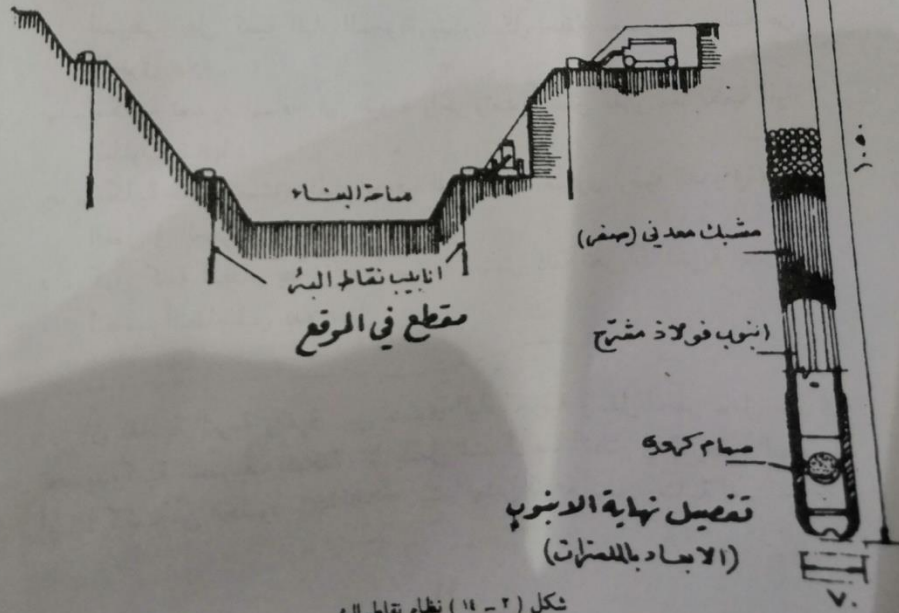 ساحة البناء
انابيب نقاط البئر
مقطع في الموقع
١٠٥٠
مشبك معدني (صفر)
انبوب فولاذ مشرح
صمام كروي
تفصيل نهاية الانبوب
(الابعاد بالملمترات)
٧٠
شكل (٢ - ١٤) نظام نقاط البئر